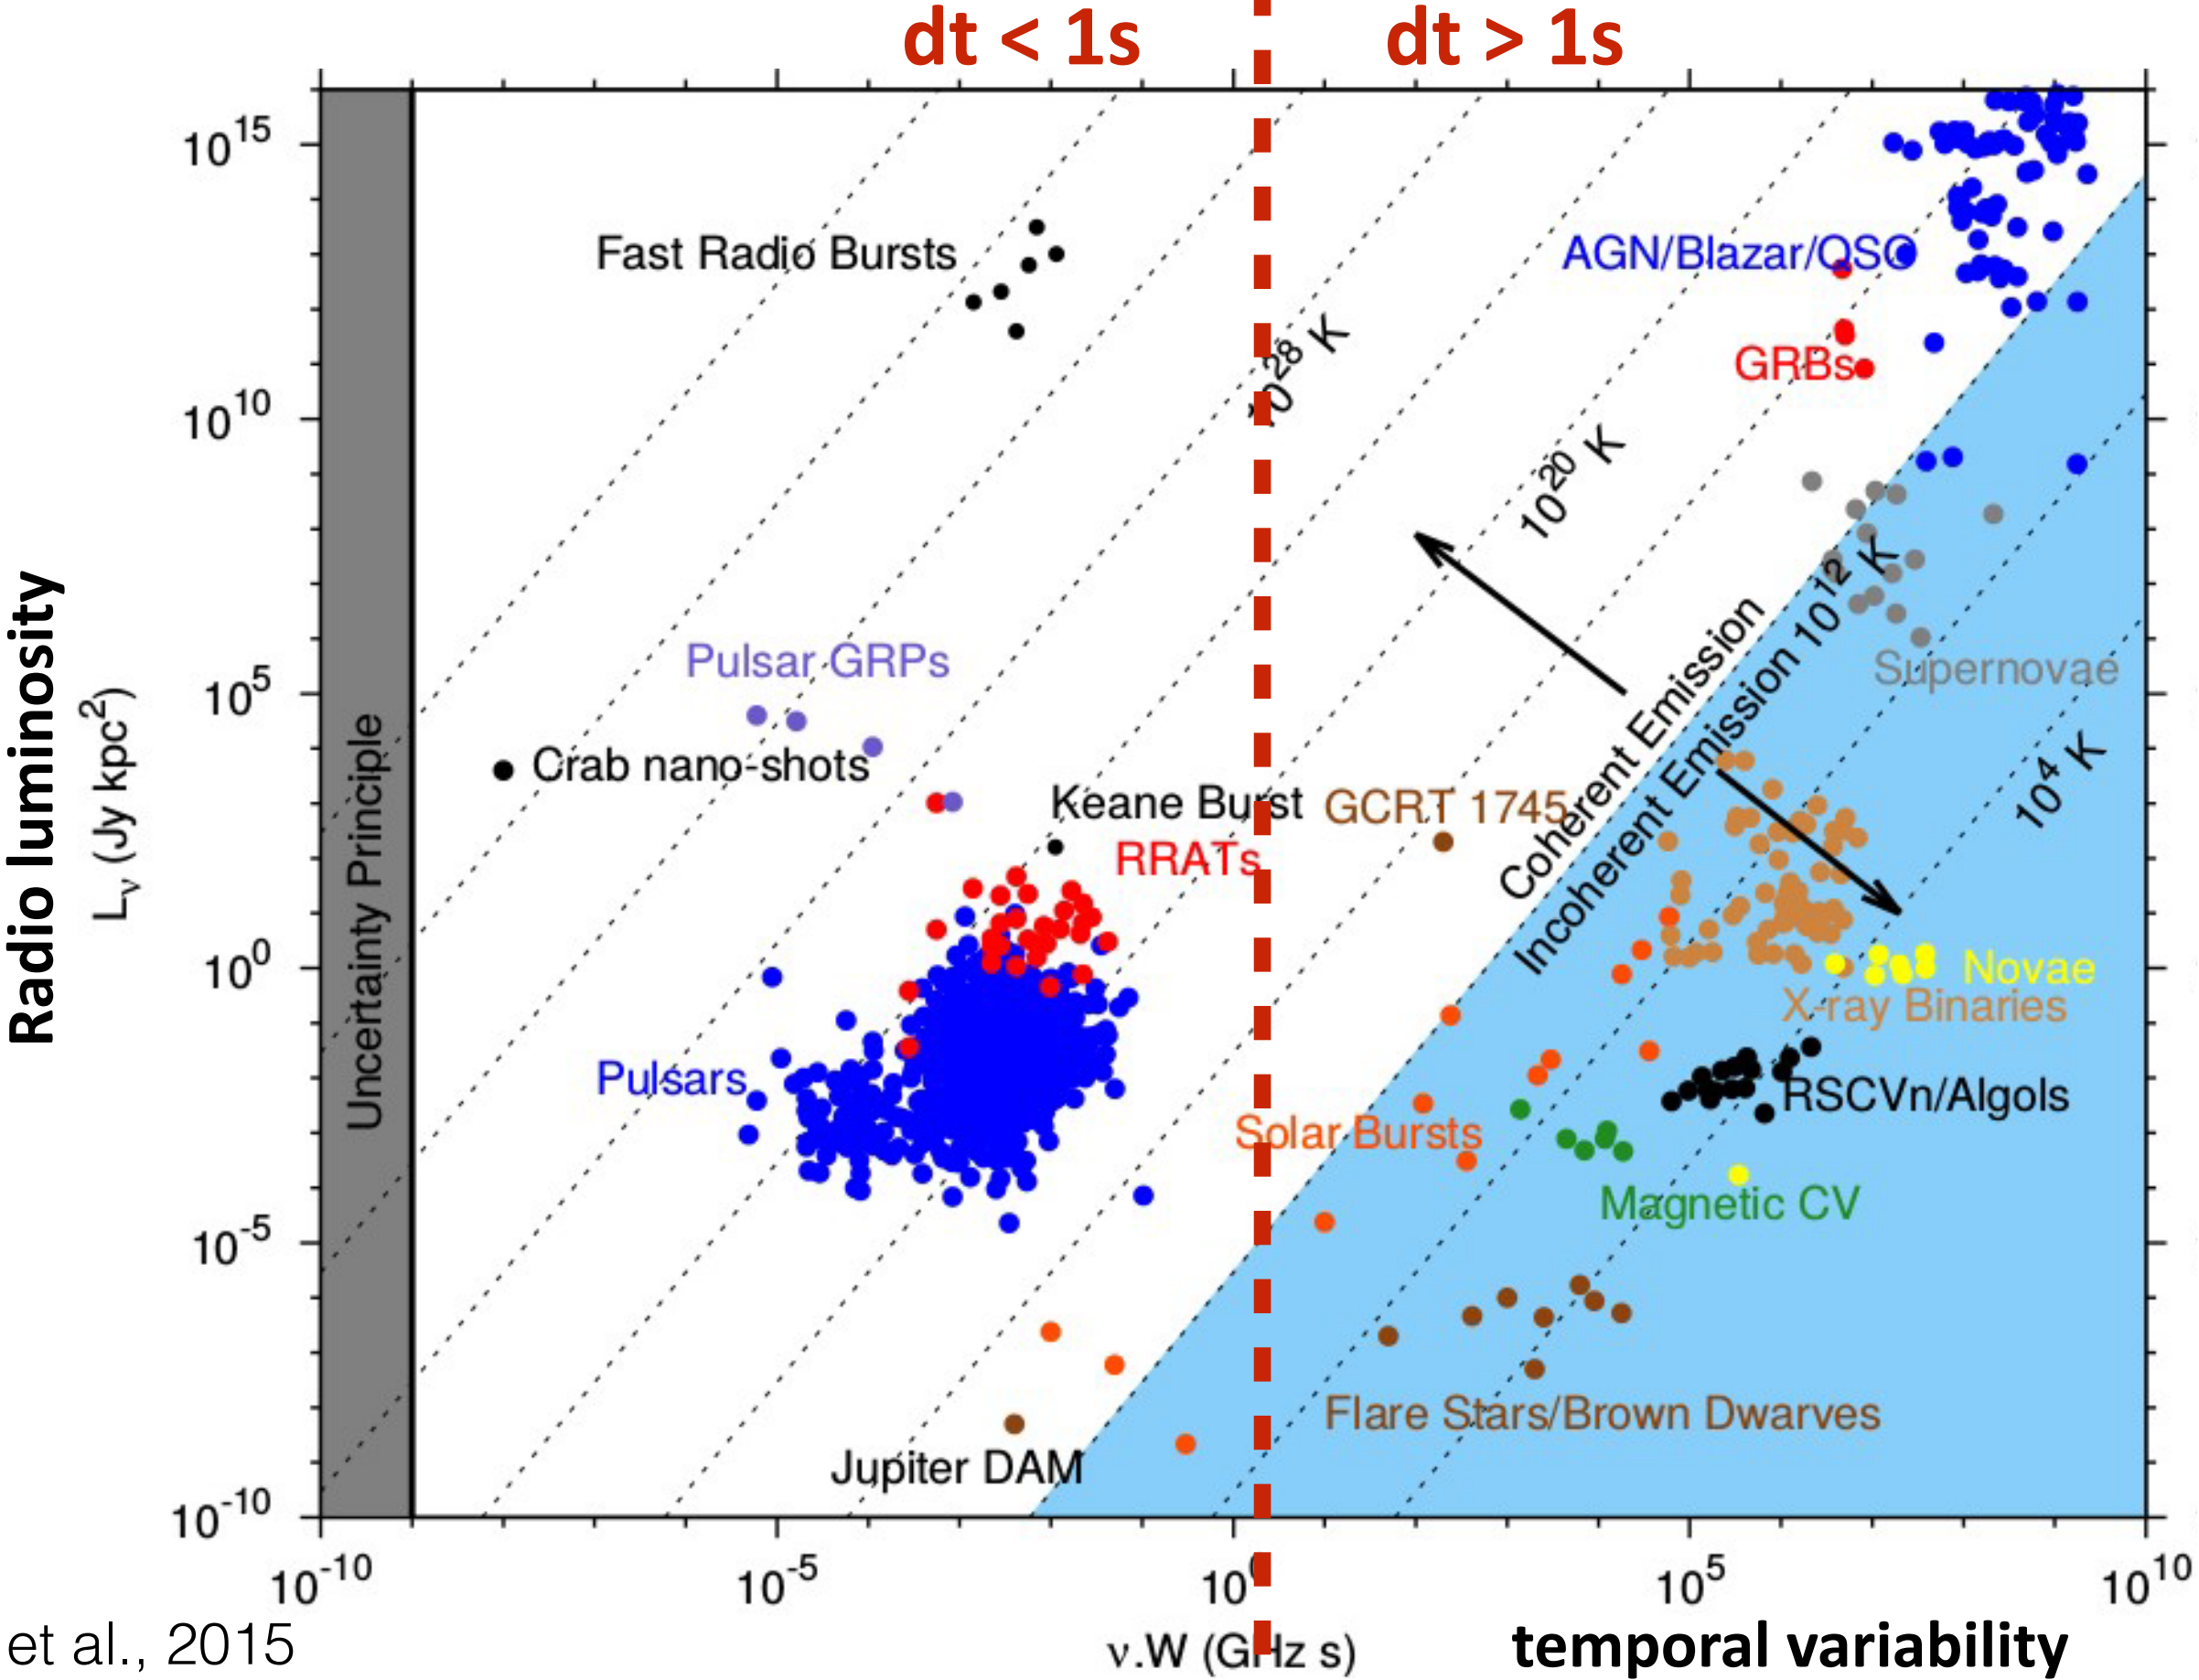 dt < 1s
dt > 1s
10^15
Fast Radio Bursts
AGN/Blazar/QSO
10^28 K
GRBs
10^10
10^20 K
10^12 K
Pulsar GRPs
Supernovae
10^5
Crab nano-shots
10^4 K
Keane Burst
GCRT 1745
RRATs
Coherent Emission
Incoherent Emission
Radio luminosity
Lν (Jy kpc^2)
Uncertainty Principle
10^0
Novae
X-ray Binaries
Pulsars
RSCVn/Algols
Solar Bursts
Magnetic CV
10^-5
Flare Stars/Brown Dwarves
Jupiter DAM
10^-10
10^-10
10^-5
10^0
10^5
10^10
et al., 2015
ν.W (GHz s)
temporal variability